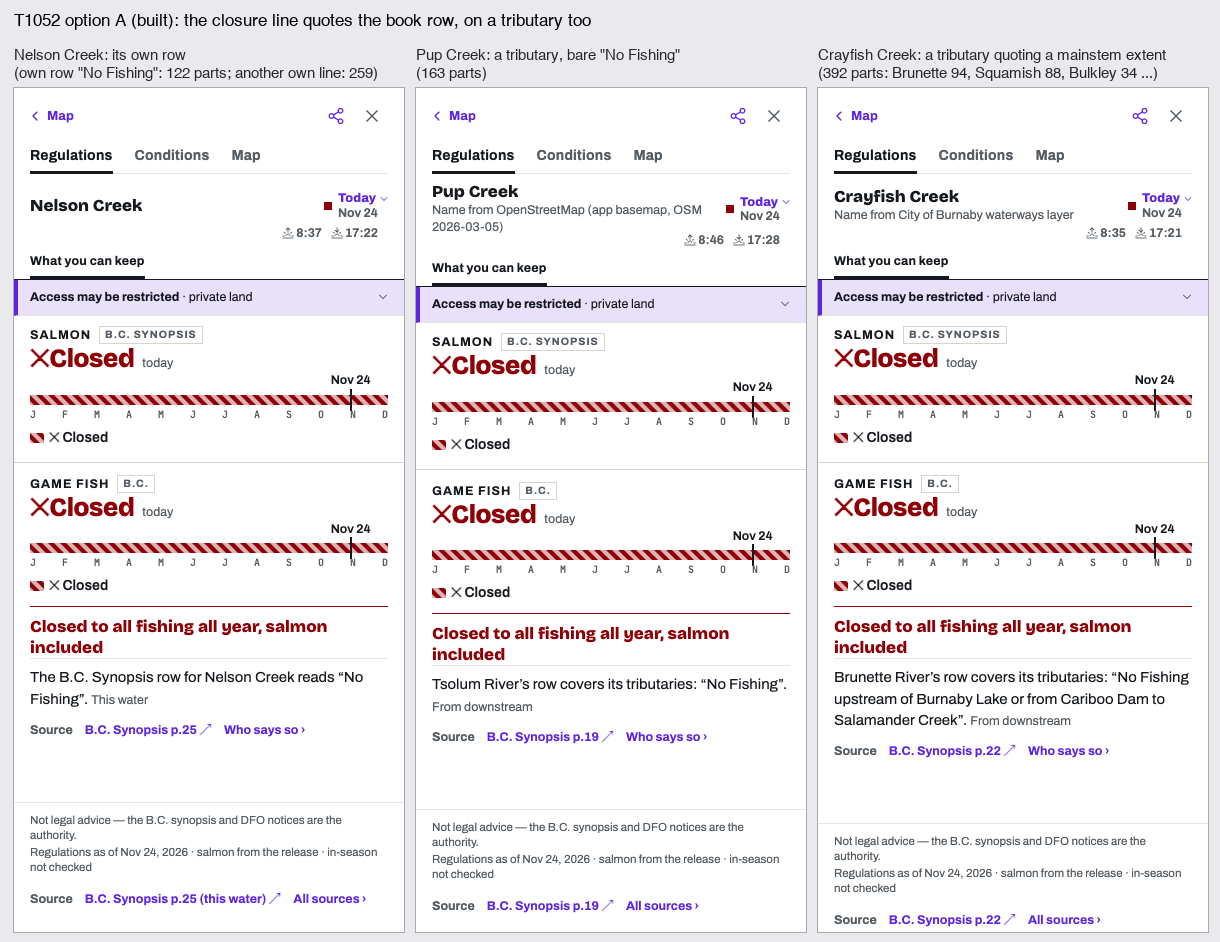 T1052 option A (built): the closure line quotes the book row, on a tributary too
Nelson Creek: its own row
(own row "No Fishing": 122 parts; another own line: 259)
Map
Regulations Conditions Map
Nelson Creek
Today
Nov 24
8:37 17:22
What you can keep
Access may be restricted · private land
SALMON B.C. SYNOPSIS
Closed today
Nov 24
J F M A M J J A S O N D
Closed
GAME FISH B.C.
Closed today
Nov 24
J F M A M J J A S O N D
Closed
Closed to all fishing all year, salmon
included
The B.C. Synopsis row for Nelson Creek reads “No
Fishing”. This water
Source B.C. Synopsis p.25 ↗ Who says so ›
Not legal advice — the B.C. synopsis and DFO notices are the
authority.
Regulations as of Nov 24, 2026 · salmon from the release · in-season
not checked
Source B.C. Synopsis p.25 (this water) ↗ All sources ›
Pup Creek: a tributary, bare "No Fishing"
(163 parts)
Map
Regulations Conditions Map
Pup Creek
Name from OpenStreetMap (app basemap, OSM
2026-03-05)
Today
Nov 24
8:46 17:28
What you can keep
Access may be restricted · private land
SALMON B.C. SYNOPSIS
Closed today
Nov 24
J F M A M J J A S O N D
Closed
GAME FISH B.C.
Closed today
Nov 24
J F M A M J J A S O N D
Closed
Closed to all fishing all year, salmon
included
Tsolum River’s row covers its tributaries: “No Fishing”.
From downstream
Source B.C. Synopsis p.19 ↗ Who says so ›
Not legal advice — the B.C. synopsis and DFO notices are the
authority.
Regulations as of Nov 24, 2026 · salmon from the release · in-season
not checked
Source B.C. Synopsis p.19 ↗ All sources ›
Crayfish Creek: a tributary quoting a mainstem extent
(392 parts: Brunette 94, Squamish 88, Bulkley 34 ...)
Map
Regulations Conditions Map
Crayfish Creek
Name from City of Burnaby waterways layer
Today
Nov 24
8:35 17:21
What you can keep
Access may be restricted · private land
SALMON B.C. SYNOPSIS
Closed today
Nov 24
J F M A M J J A S O N D
Closed
GAME FISH B.C.
Closed today
Nov 24
J F M A M J J A S O N D
Closed
Closed to all fishing all year, salmon
included
Brunette River’s row covers its tributaries: “No Fishing
upstream of Burnaby Lake or from Cariboo Dam to
Salamander Creek”. From downstream
Source B.C. Synopsis p.22 ↗ Who says so ›
Not legal advice — the B.C. synopsis and DFO notices are the
authority.
Regulations as of Nov 24, 2026 · salmon from the release · in-season
not checked
Source B.C. Synopsis p.22 ↗ All sources ›